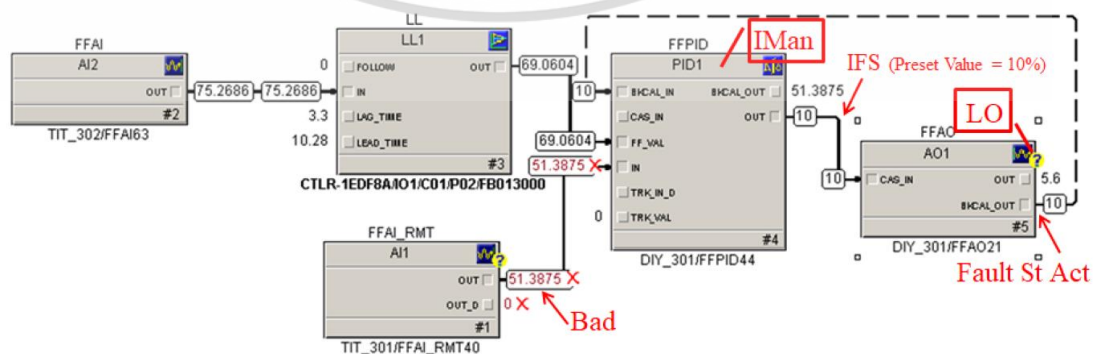 FFAI
AI2
OUT
#2
TIT_302/FFAI63
75.2686
75.2686
LL
LL1
0
FOLLOW
OUT
69.0604
IN
3.3
LAG_TIME
10.28
LEAD_TIME
#3
CTLR-1EDF8A/IO1/C01/P02/FB013000
FFAI_RMT
AI1
OUT
51.3875 X
OUT_D
0 X
#1
TIT_301/FFAI_RMT40
Bad
FFPID
PID1
IMan
10
BKCAL_IN
BKCAL_OUT
51.3875
CAS_IN
OUT
10
69.0604
FF_VAL
51.3875 X
IN
TRK_IN_D
0
TRK_VAL
#4
DIY_301/FFPID44
IFS (Preset Value = 10%)
LO
FFAO
AO1
?
10
CAS_IN
OUT
5.6
BKCAL_OUT
10
#5
DIY_301/FFAO21
Fault St Act
?